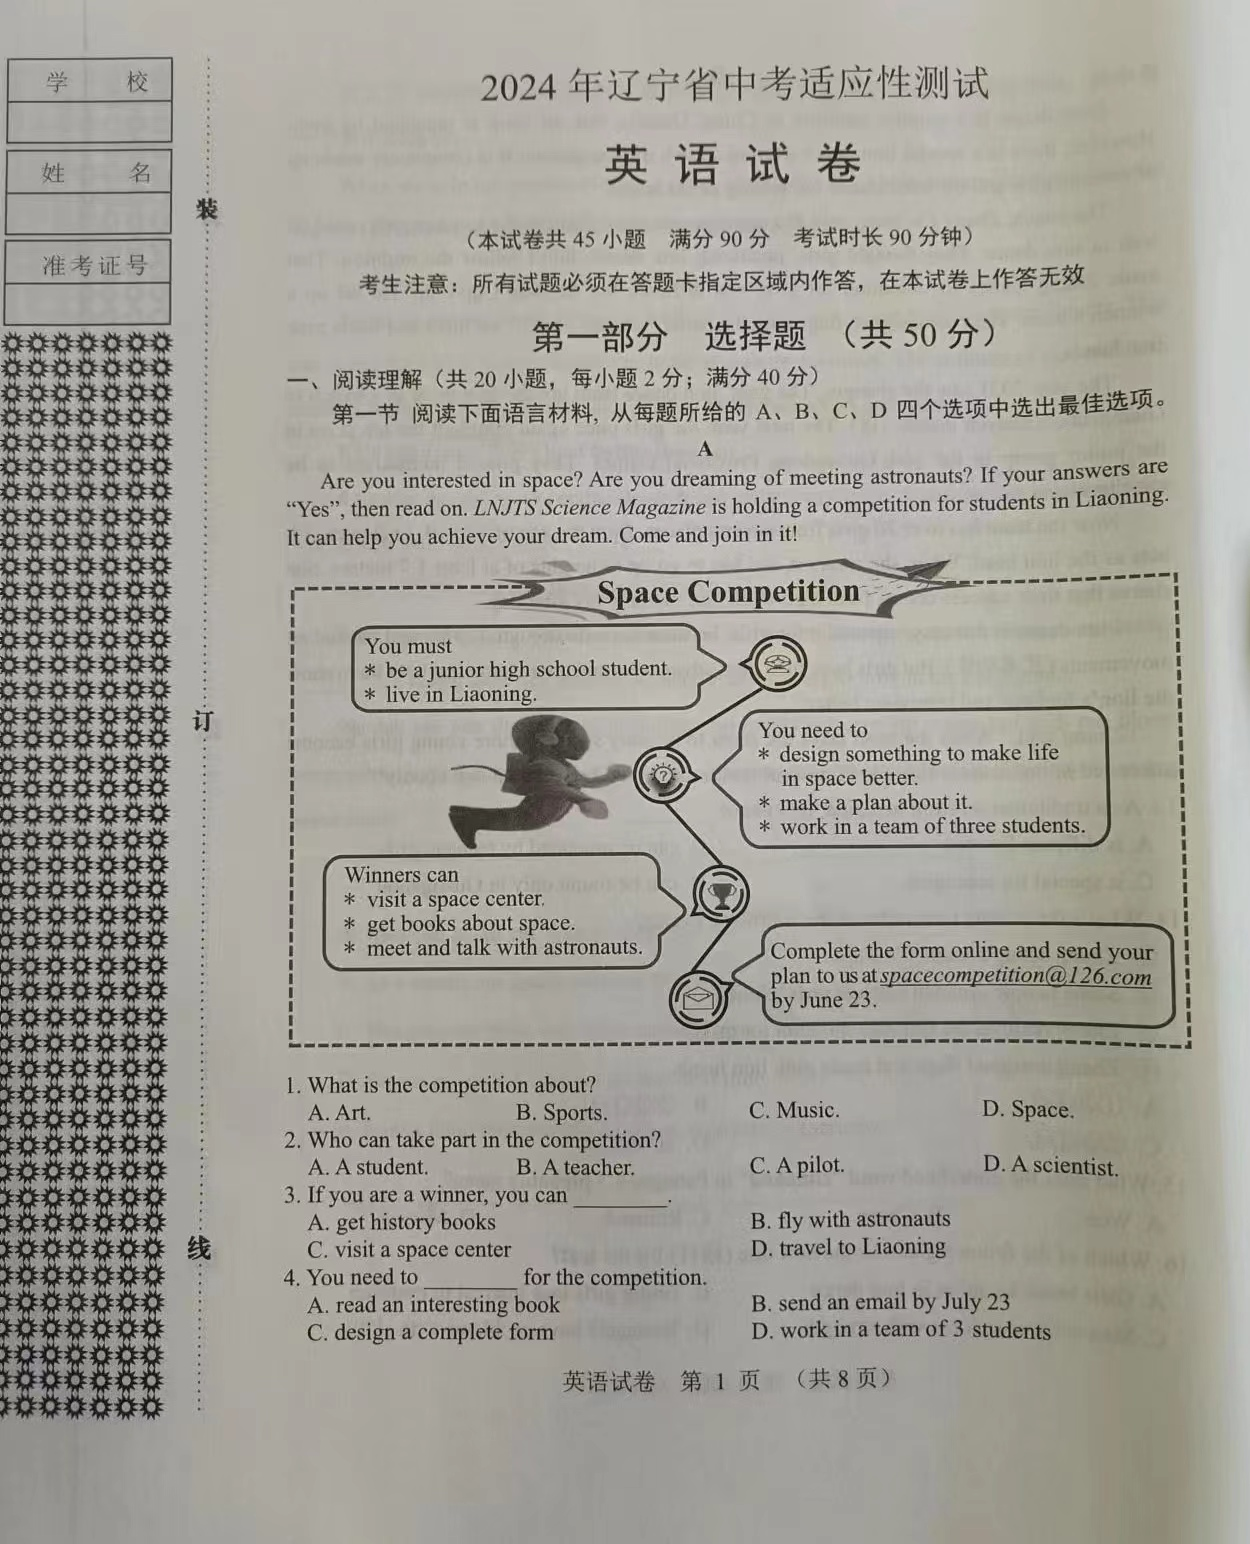 学 校
姓 名
准考证号
装
订
线
2024年辽宁省中考适应性测试
英语试卷
（本试卷共45小题 满分90分 考试时长90分钟）
考生注意：所有试题必须在答题卡指定区域内作答，在本试卷上作答无效
第一部分 选择题 （共50分）
一、阅读理解（共20小题，每小题2分；满分40分）
第一节 阅读下面语言材料, 从每题所给的 A、B、C、D 四个选项中选出最佳选项。
A
Are you interested in space? Are you dreaming of meeting astronauts? If your answers are
“Yes”, then read on. LNJTS Science Magazine is holding a competition for students in Liaoning.
It can help you achieve your dream. Come and join in it!
Space Competition
You must
* be a junior high school student.
* live in Liaoning.
You need to
* design something to make life
in space better.
* make a plan about it.
* work in a team of three students.
Winners can
* visit a space center.
* get books about space.
* meet and talk with astronauts.
Complete the form online and send your
plan to us at spacecompetition@126.com
by June 23.
1. What is the competition about?
A. Art. B. Sports. C. Music. D. Space.
2. Who can take part in the competition?
A. A student. B. A teacher. C. A pilot. D. A scientist.
3. If you are a winner, you can ________.
A. get history books B. fly with astronauts
C. visit a space center D. travel to Liaoning
4. You need to ________ for the competition.
A. read an interesting book B. send an email by July 23
C. design a complete form D. work in a team of 3 students
英语试卷 第 1 页 （共8页）